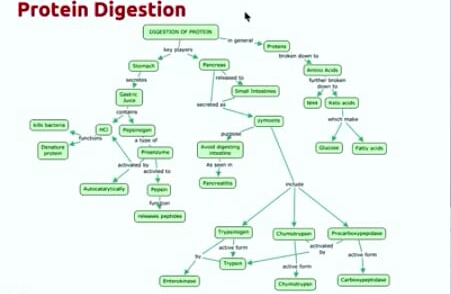 Protein Digestion
DIGESTION OF PROTEIN
in general
Proteins
key players
broken down to
Stomach
Pancreas
Amino Acids
secretes
released to
further broken
down to
Gastric
Juice
Small Intestines
secreted as
NH4
Keto acids
contains
zymogens
which make
kills bacteria
HCl
Pepsinogen
functions
a type of
purpose
Denature
protein
Proenzyme
Avoid digesting
intestine
Glucose
Fatty acids
activated by
activated to
As seen in
Autocatalytically
Pepsin
Pancreatitis
include
function
releases peptides
Trypsinogen
Chymotrypsin
Procarboxypeptidase
by
active form
activated
by
active form
Trypsin
active form
Enterokinase
Chymotrypsin
Carboxypeptidase